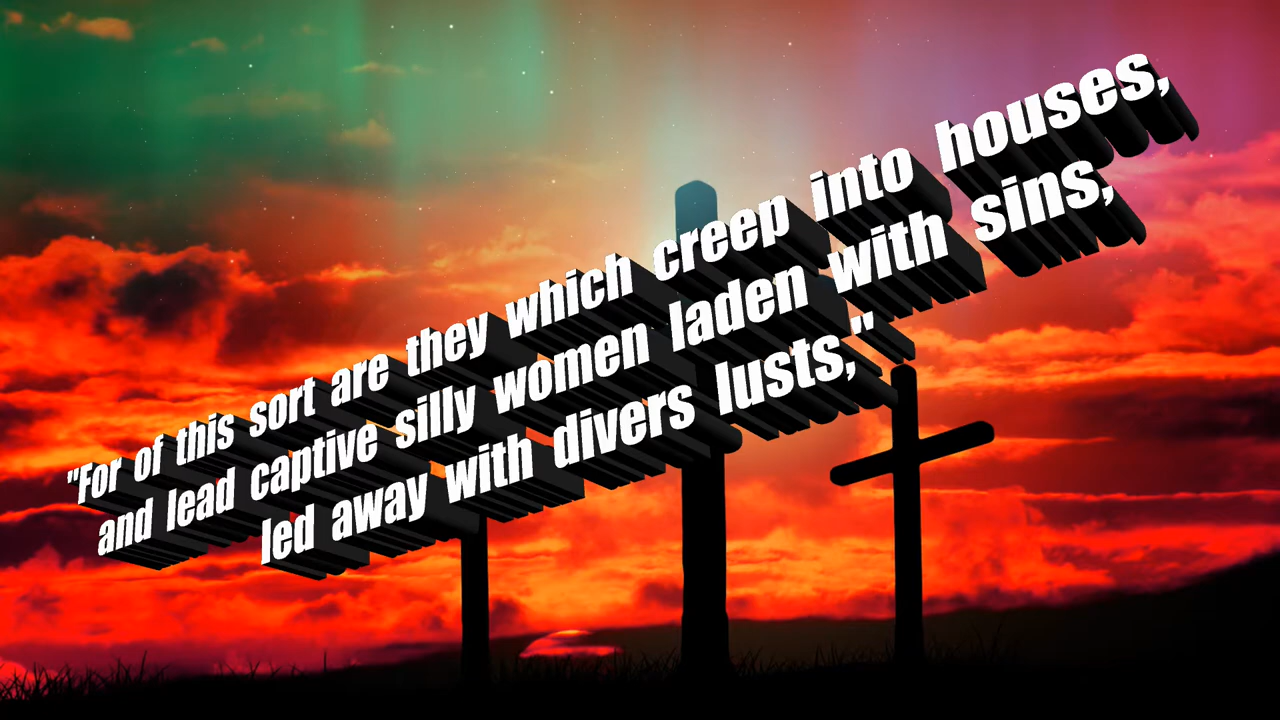 "For of this sort are they which creep into houses,
and lead captive silly women laden with sins,
led away with divers lusts,"